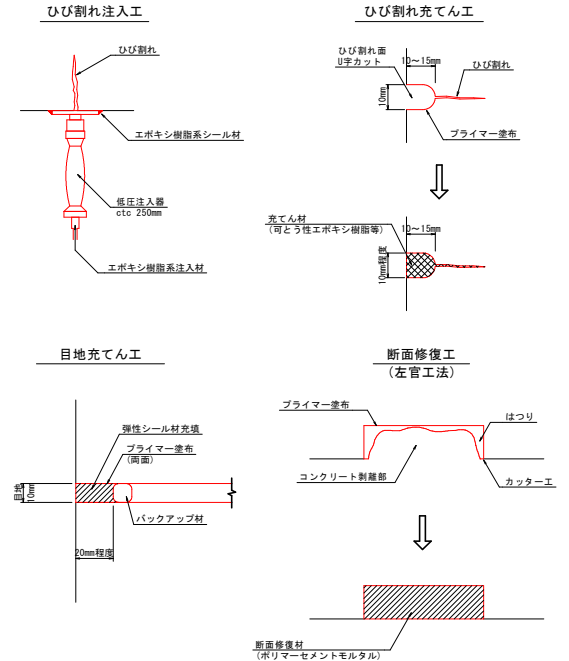 ひび割れ注入工
ひび割れ
エポキシ樹脂系シール材
低圧注入器
ctc 250mm
エポキシ樹脂系注入材
ひび割れ充てん工
ひび割れ面
U字カット
10～15mm
ひび割れ
10mm
プライマー塗布
充てん材
(可とう性エポキシ樹脂等)
10～15mm
10mm程度
目地充てん工
弾性シール材充填
プライマー塗布
(両面)
目地
10mm
バックアップ材
20mm程度
断面修復工
(左官工法)
プライマー塗布
はつり
コンクリート剥離部
カッター工
断面修復材
(ポリマーセメントモルタル)